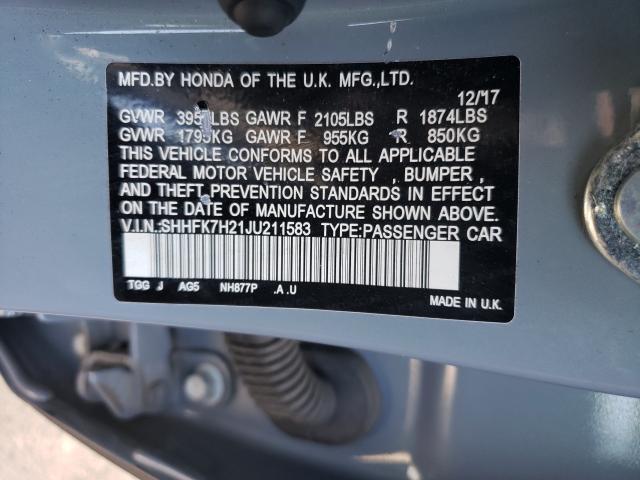 MFD.BY HONDA OF THE U.K. MFG.,LTD.
12/17
GVWR LBS GAWR F 2105LBS R 1874LBS
GVWR KG GAWR F 955KG R 850KG
THIS VEHICLE CONFORMS TO ALL APPLICABLE
FEDERAL MOTOR VEHICLE SAFETY , BUMPER ,
AND THEFT PREVENTION STANDARDS IN EFFECT
ON THE DATE OF MANUFACTURE SHOWN ABOVE.
V.I.N:SHHFK7H21JU211583 TYPE:PASSENGER CAR
TGG J AG5 NH877P .A .U
MADE IN U.K.